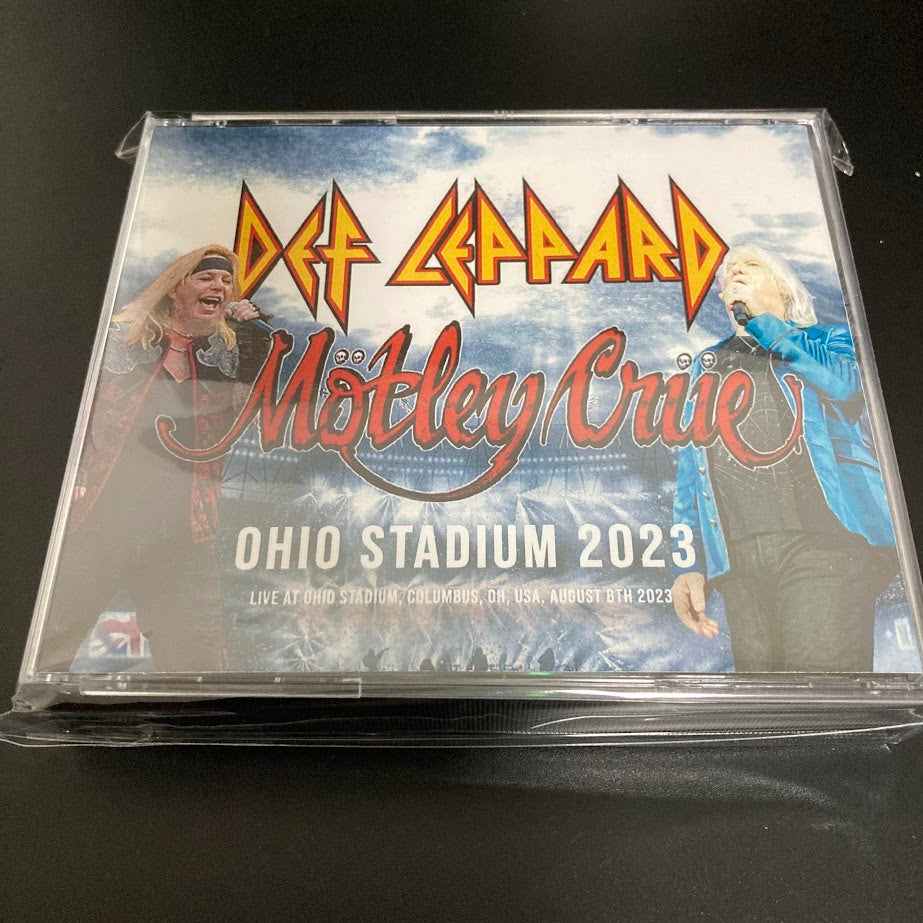 DEF LEPPARD
Mötley Crüe
OHIO STADIUM 2023
LIVE AT OHIO STADIUM, COLUMBUS, OH, USA, AUGUST 8TH 2023